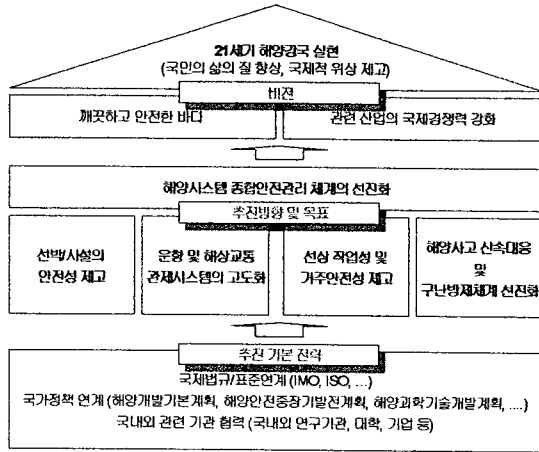 21세기 해양강국 실현
(국민의 삶의 질 향상, 국제적 위상 제고)
비전
깨끗하고 안전한 바다
관련 산업의 국제경쟁력 강화
해양시스템 종합안전관리 체계의 선진화
추진방향 및 목표
선박/시설의
안전성 제고
운항 및 해상교통
관제시스템의 고도화
선상 작업성 및
거주안전성 제고
해양사고 신속대응
및
구난방제체계 선진화
추진 기본 전략
국제법규/표준연계 (IMO, ISO, ...)
국가정책 연계 (해양개발기본계획, 해양안전중장기발전계획, 해양과학기술개발계획, ....)
국내외 관련 기관 협력 (국내외 연구기관, 대학, 기업 등)